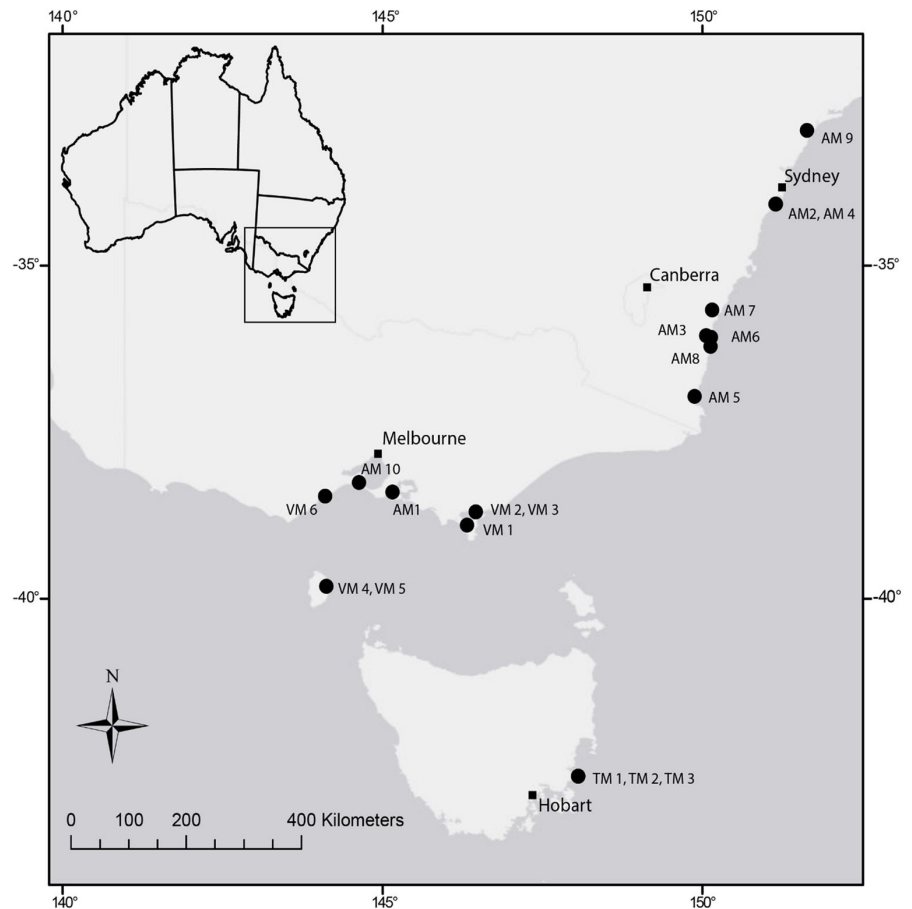 140° 145° 150°
AM 9
Sydney
AM2, AM 4
-35° -35°
Canberra
AM 7
AM3 AM6
AM8
AM 5
Melbourne
AM 10
VM 6 AM1 VM 2, VM 3
VM 1
VM 4, VM 5
-40° -40°
N
TM 1, TM 2, TM 3
Hobart
0 100 200 400 Kilometers
140° 145° 150°